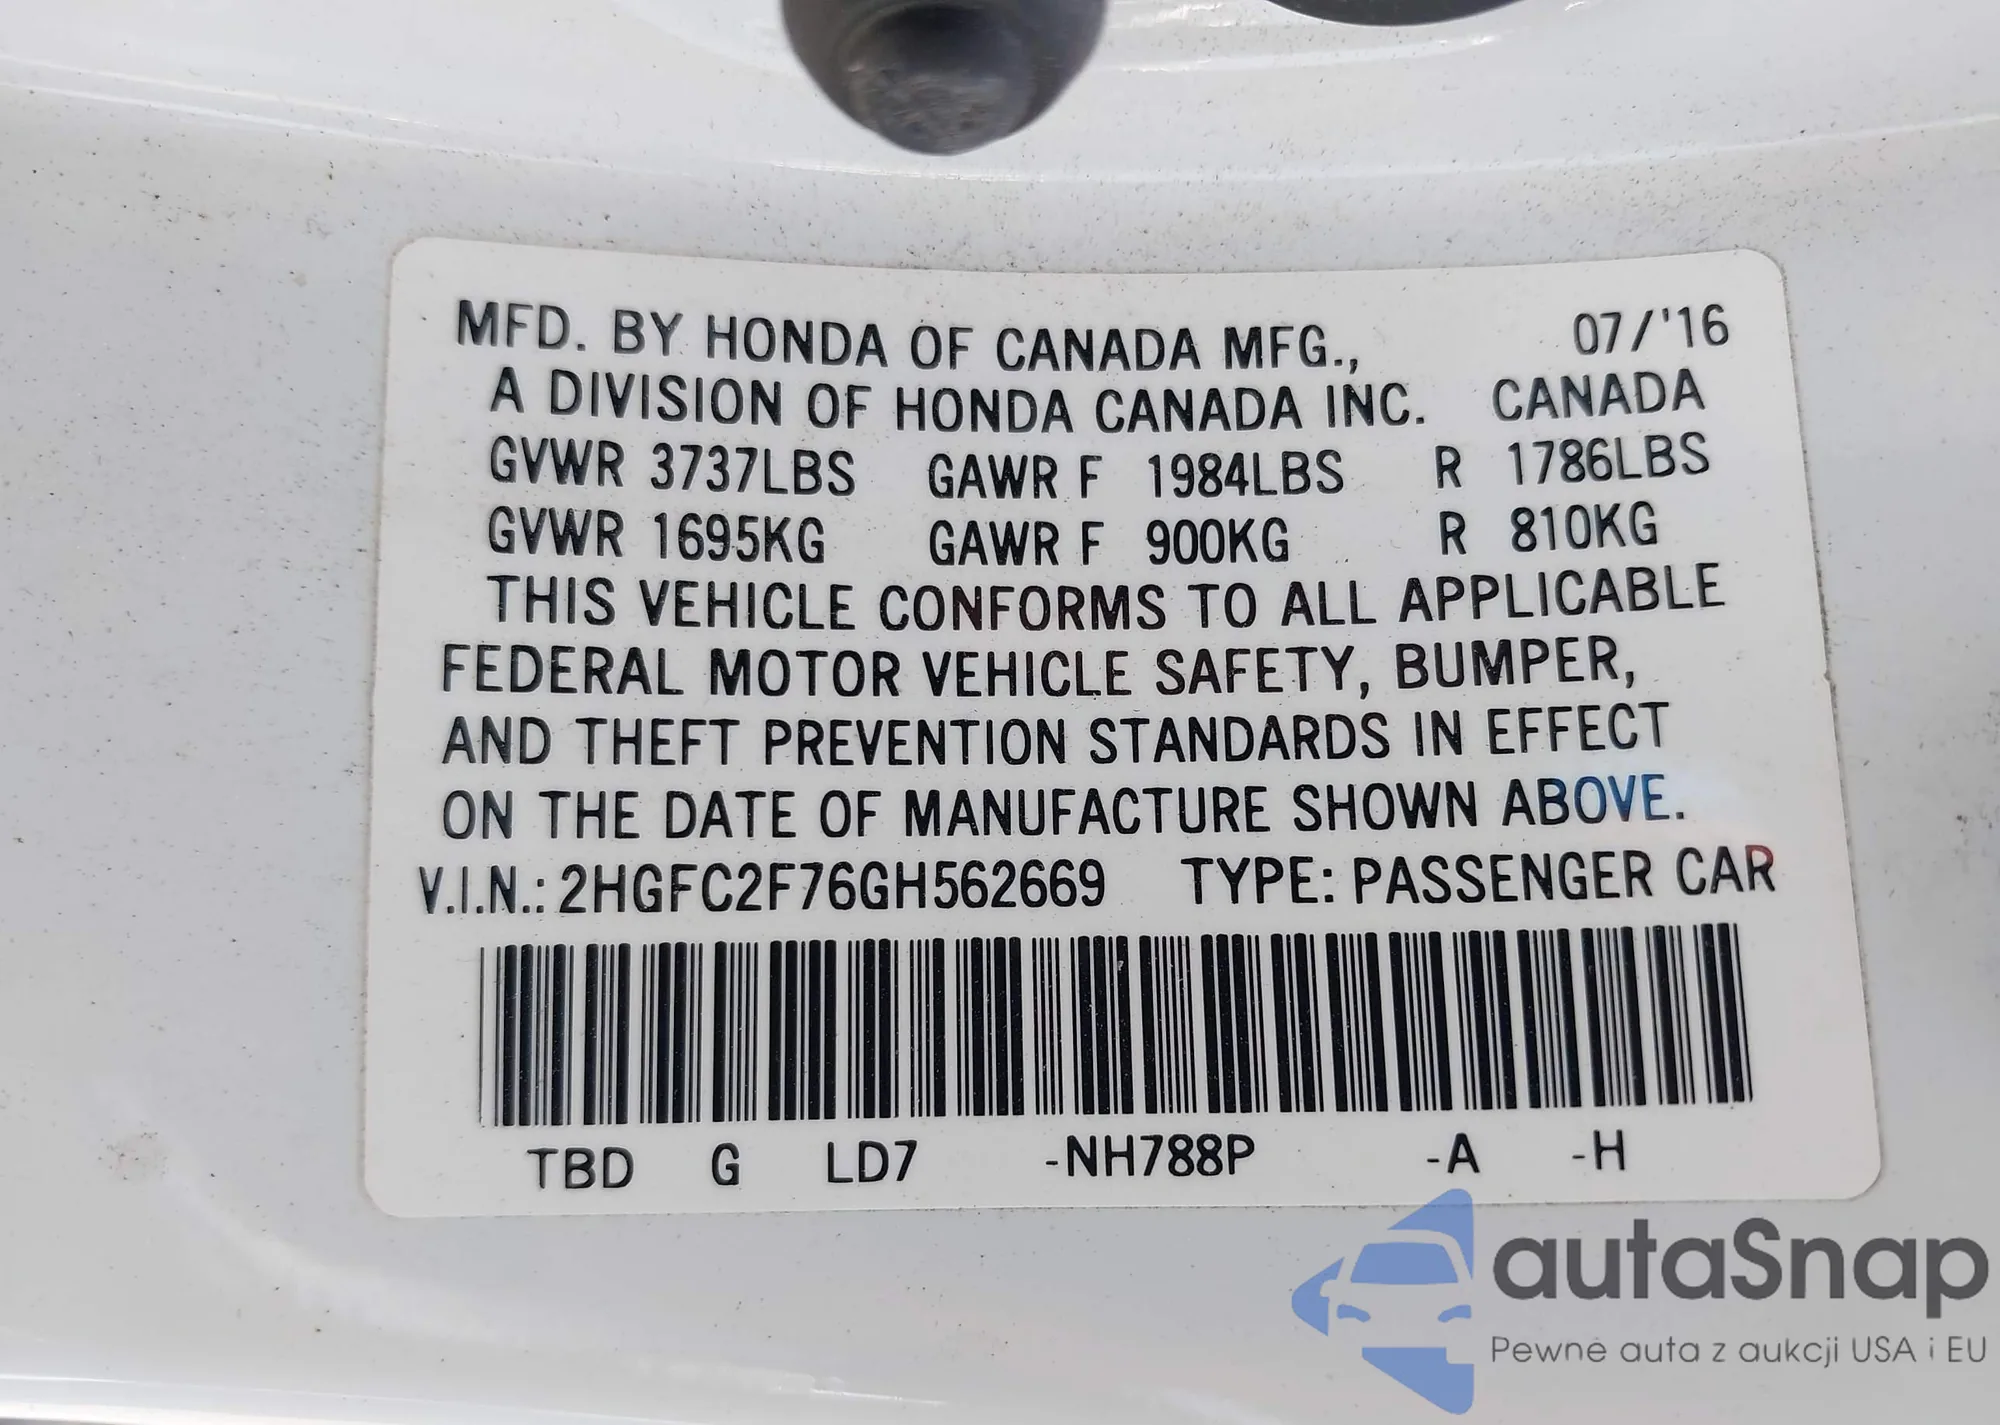 MFD. BY HONDA OF CANADA MFG., 07/'16
A DIVISION OF HONDA CANADA INC. CANADA
GVWR 3737LBS GAWR F 1984LBS R 1786LBS
GVWR 1695KG GAWR F 900KG R 810KG
THIS VEHICLE CONFORMS TO ALL APPLICABLE
FEDERAL MOTOR VEHICLE SAFETY, BUMPER,
AND THEFT PREVENTION STANDARDS IN EFFECT
ON THE DATE OF MANUFACTURE SHOWN ABOVE.
V.I.N.: 2HGFC2F76GH562669 TYPE: PASSENGER CAR
TBD G LD7 -NH788P -A -H
autaSnap
Pewne auta z aukcji USA i EU